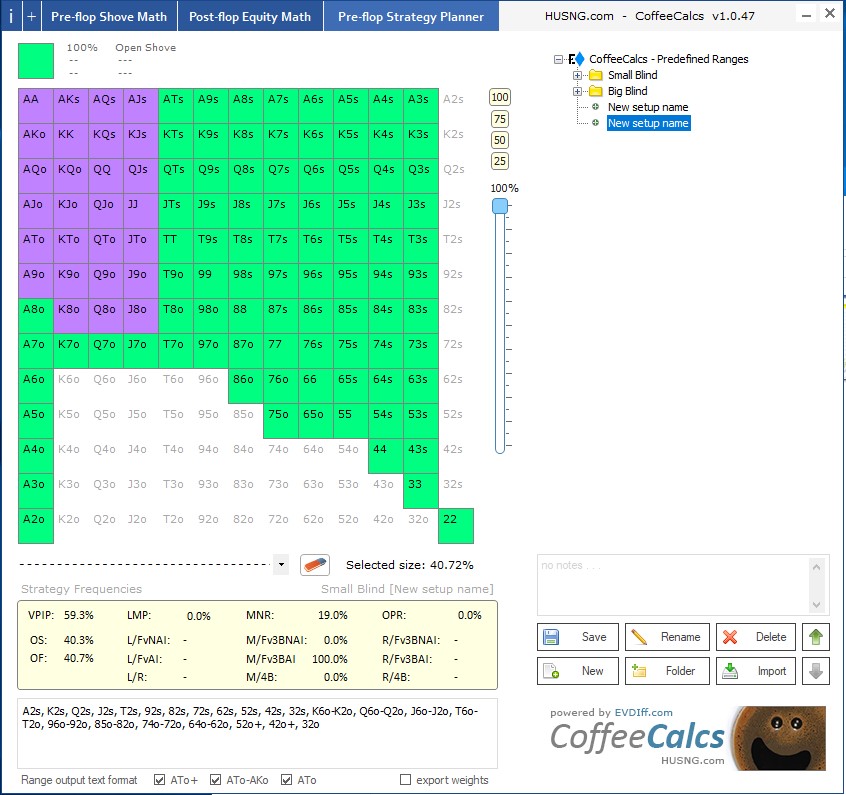 i + Pre-flop Shove Math Post-flop Equity Math Pre-flop Strategy Planner HUSNG.com - CoffeeCalcs v1.0.47
100% Open Shove
-- ---
-- ---
AA AKs AQs AJs ATs A9s A8s A7s A6s A5s A4s A3s A2s
AKo KK KQs KJs KTs K9s K8s K7s K6s K5s K4s K3s K2s
AQo KQo QQ QJs QTs Q9s Q8s Q7s Q6s Q5s Q4s Q3s Q2s
AJo KJo QJo JJ JTs J9s J8s J7s J6s J5s J4s J3s J2s
ATo KTo QTo JTo TT T9s T8s T7s T6s T5s T4s T3s T2s
A9o K9o Q9o J9o T9o 99 98s 97s 96s 95s 94s 93s 92s
A8o K8o Q8o J8o T8o 98o 88 87s 86s 85s 84s 83s 82s
A7o K7o Q7o J7o T7o 97o 87o 77 76s 75s 74s 73s 72s
A6o K6o Q6o J6o T6o 96o 86o 76o 66 65s 64s 63s 62s
A5o K5o Q5o J5o T5o 95o 85o 75o 65o 55 54s 53s 52s
A4o K4o Q4o J4o T4o 94o 84o 74o 64o 54o 44 43s 42s
A3o K3o Q3o J3o T3o 93o 83o 73o 63o 53o 43o 33 32s
A2o K2o Q2o J2o T2o 92o 82o 72o 62o 52o 42o 32o 22
100
75
50
25
100%
CoffeeCalcs - Predefined Ranges
Small Blind
Big Blind
New setup name
New setup name
Selected size: 40.72%
Strategy Frequencies Small Blind [New setup name]
VPIP: 59.3% LMP: 0.0% MNR: 19.0% OPR: 0.0%
OS: 40.3% L/FvNAI: - M/Fv3BNAI: 0.0% R/Fv3BNAI: -
OF: 40.7% L/FvAI: - M/Fv3BAI 100.0% R/Fv3BAI: -
L/R: - M/4B: 0.0% R/4B: -
A2s, K2s, Q2s, J2s, T2s, 92s, 82s, 72s, 62s, 52s, 42s, 32s, K6o-K2o, Q6o-Q2o, J6o-J2o, T6o-
T2o, 96o-92o, 85o-82o, 74o-72o, 64o-62o, 52o+, 42o+, 32o
Range output text format ATo+ ATo-AKo ATo export weights
no notes . . .
Save Rename Delete
New Folder Import
powered by EVDIff.com
CoffeeCalcs
HUSNG.com